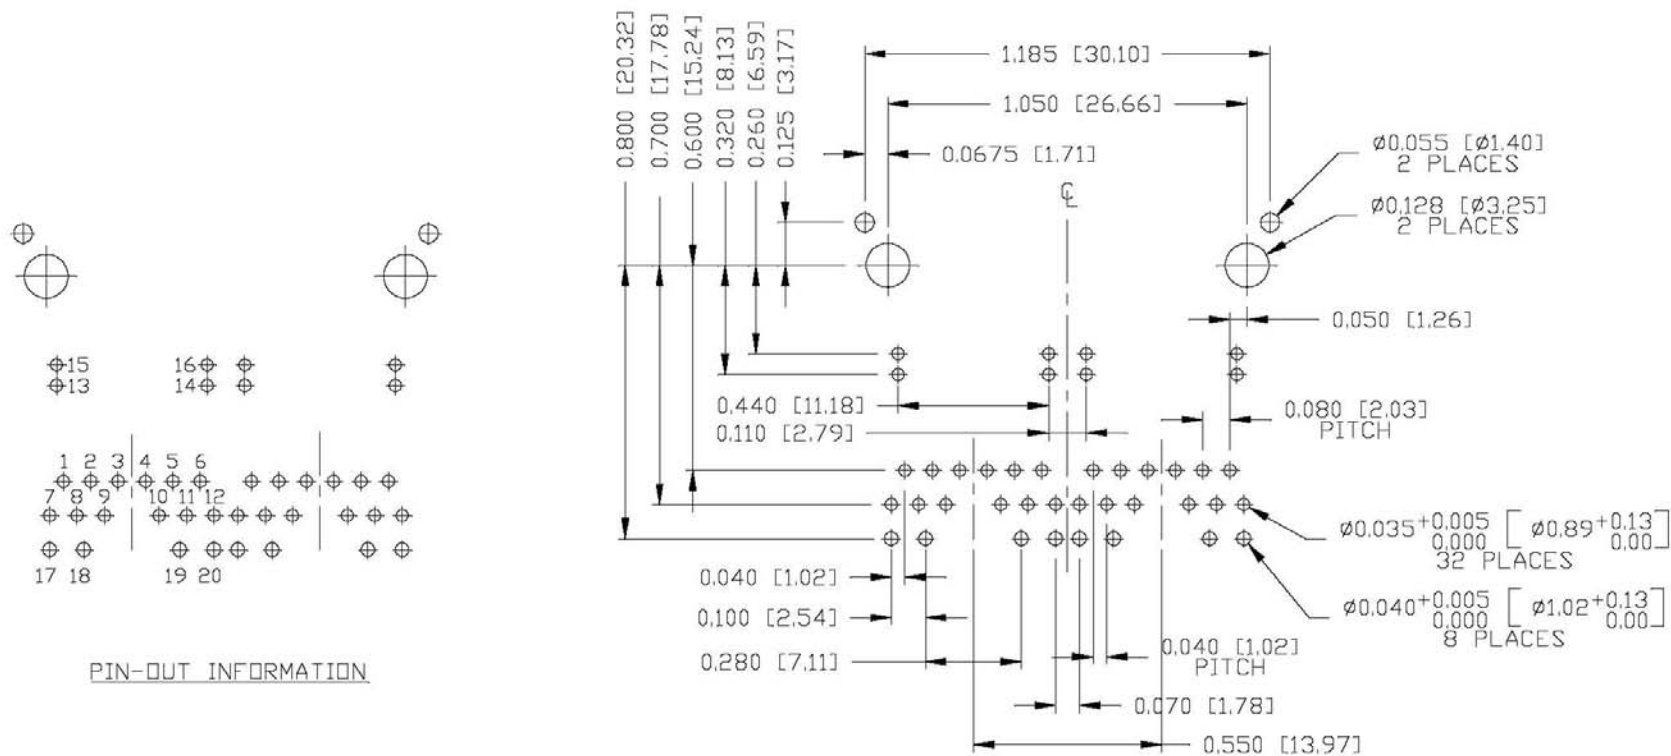 0.800 [20.32]
0.700 [17.78]
0.600 [15.24]
0.320 [8.13]
0.260 [6.59]
0.125 [3.17]
1.185 [30.10]
1.050 [26.66]
0.0675 [1.71]
℄
Ø0.055 [Ø1.40]
2 PLACES
Ø0.128 [Ø3.25]
2 PLACES
0.050 [1.26]
15
13
16
14
0.440 [11.18]
0.110 [2.79]
0.080 [2.03]
PITCH
1 2 3 4 5 6
7 8 9 10 11 12
17 18 19 20
Ø0.035 +0.005 0.000 [Ø0.89 +0.13 0.00]
32 PLACES
Ø0.040 +0.005 0.000 [Ø1.02 +0.13 0.00]
8 PLACES
0.040 [1.02]
0.100 [2.54]
0.280 [7.11]
0.040 [1.02]
PITCH
0.070 [1.78]
0.550 [13.97]
PIN-OUT INFORMATION